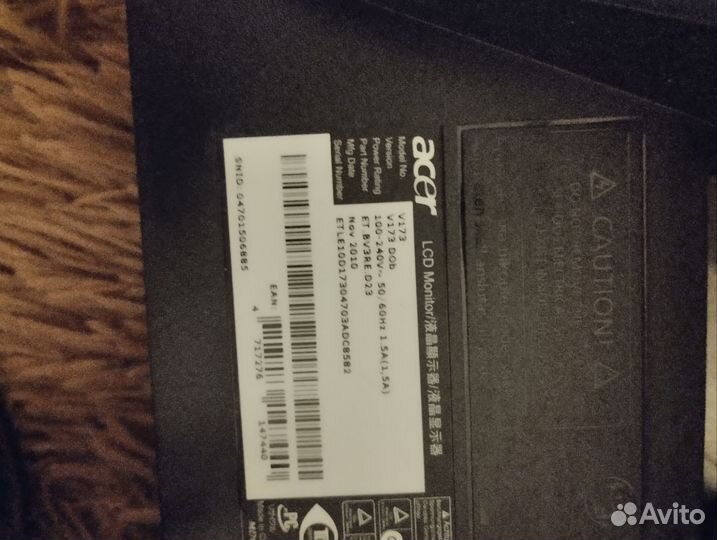 acer LCD Monitor/液晶顯示器/液晶显示器
Model No. V173
Version V173 DOb
Power Rating 100-240V~ 50/60Hz 1.5A(1,5A)
Part Number ET.BV3RE.D23
Mfg Date Nov 2010
Serial Number ETLE10D17304703ADC8582
SNID: 04701506885
EAN:
4 717276 147440
CAUTION
Avito